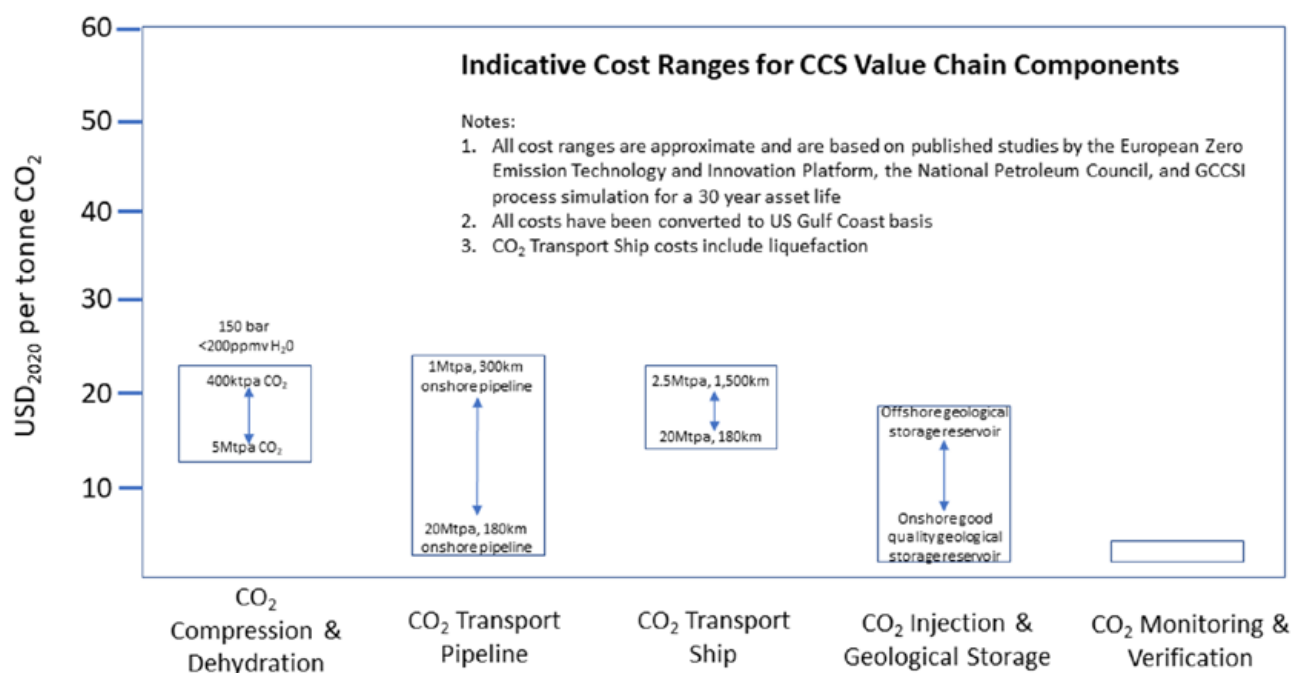 Indicative Cost Ranges for CCS Value Chain Components
Notes:
1. All cost ranges are approximate and are based on published studies by the European Zero
Emission Technology and Innovation Platform, the National Petroleum Council, and GCCSI
process simulation for a 30 year asset life
2. All costs have been converted to US Gulf Coast basis
3. CO₂ Transport Ship costs include liquefaction
USD₂₀₂₀ per tonne CO₂
60
50
40
30
20
10
150 bar
<200ppmv H₂0
400ktpa CO₂
5Mtpa CO₂
1Mtpa, 300km
onshore pipeline
20Mtpa, 180km
onshore pipeline
2.5Mtpa, 1,500km
20Mtpa, 180km
Offshore geological
storage reservoir
Onshore good
quality geological
storage reservoir
CO₂
Compression &
Dehydration
CO₂ Transport
Pipeline
CO₂ Transport
Ship
CO₂ Injection &
Geological Storage
CO₂ Monitoring &
Verification